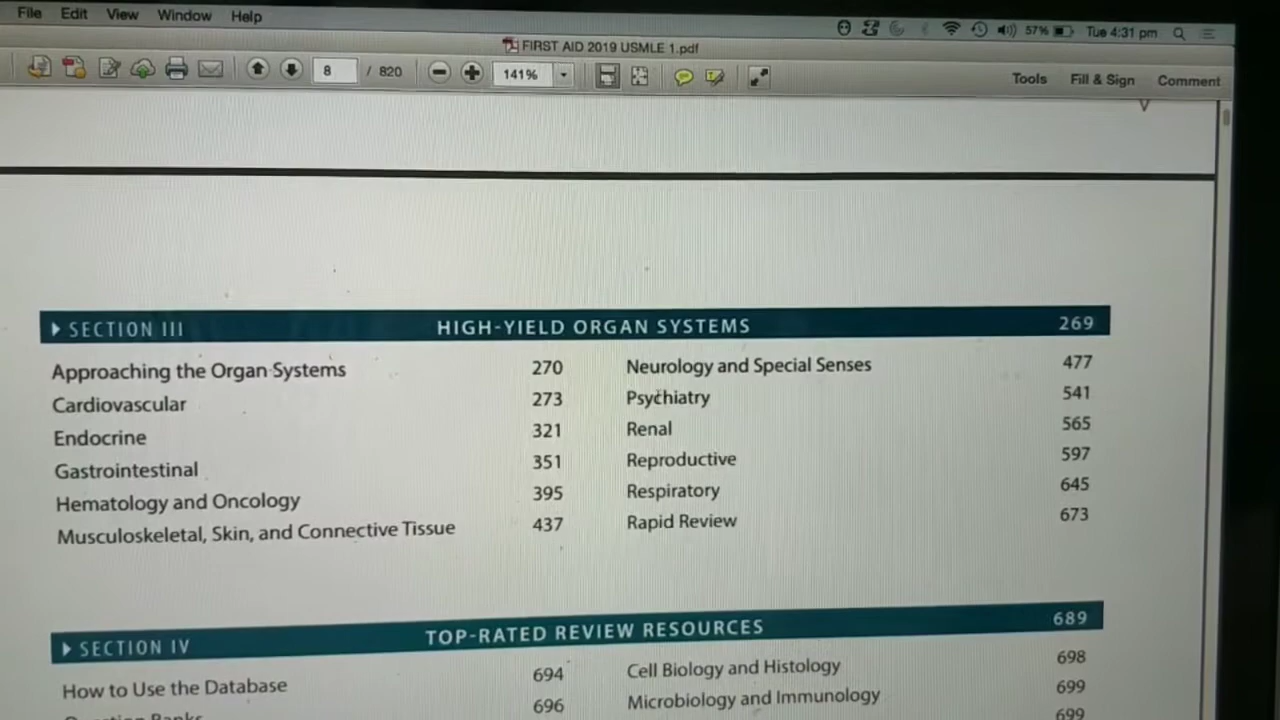 File Edit View Window Help
57% Tue 4:31 pm
FIRST AID 2019 USMLE 1.pdf
8 / 820 141% Tools Fill & Sign Comment
V
SECTION III HIGH-YIELD ORGAN SYSTEMS 269
Approaching the Organ Systems 270
Cardiovascular 273
Endocrine 321
Gastrointestinal 351
Hematology and Oncology 395
Musculoskeletal, Skin, and Connective Tissue 437
Neurology and Special Senses 477
Psychiatry 541
Renal 565
Reproductive 597
Respiratory 645
Rapid Review 673
SECTION IV TOP-RATED REVIEW RESOURCES 689
How to Use the Database 694
Question Banks 696
Cell Biology and Histology 698
Microbiology and Immunology 699
699